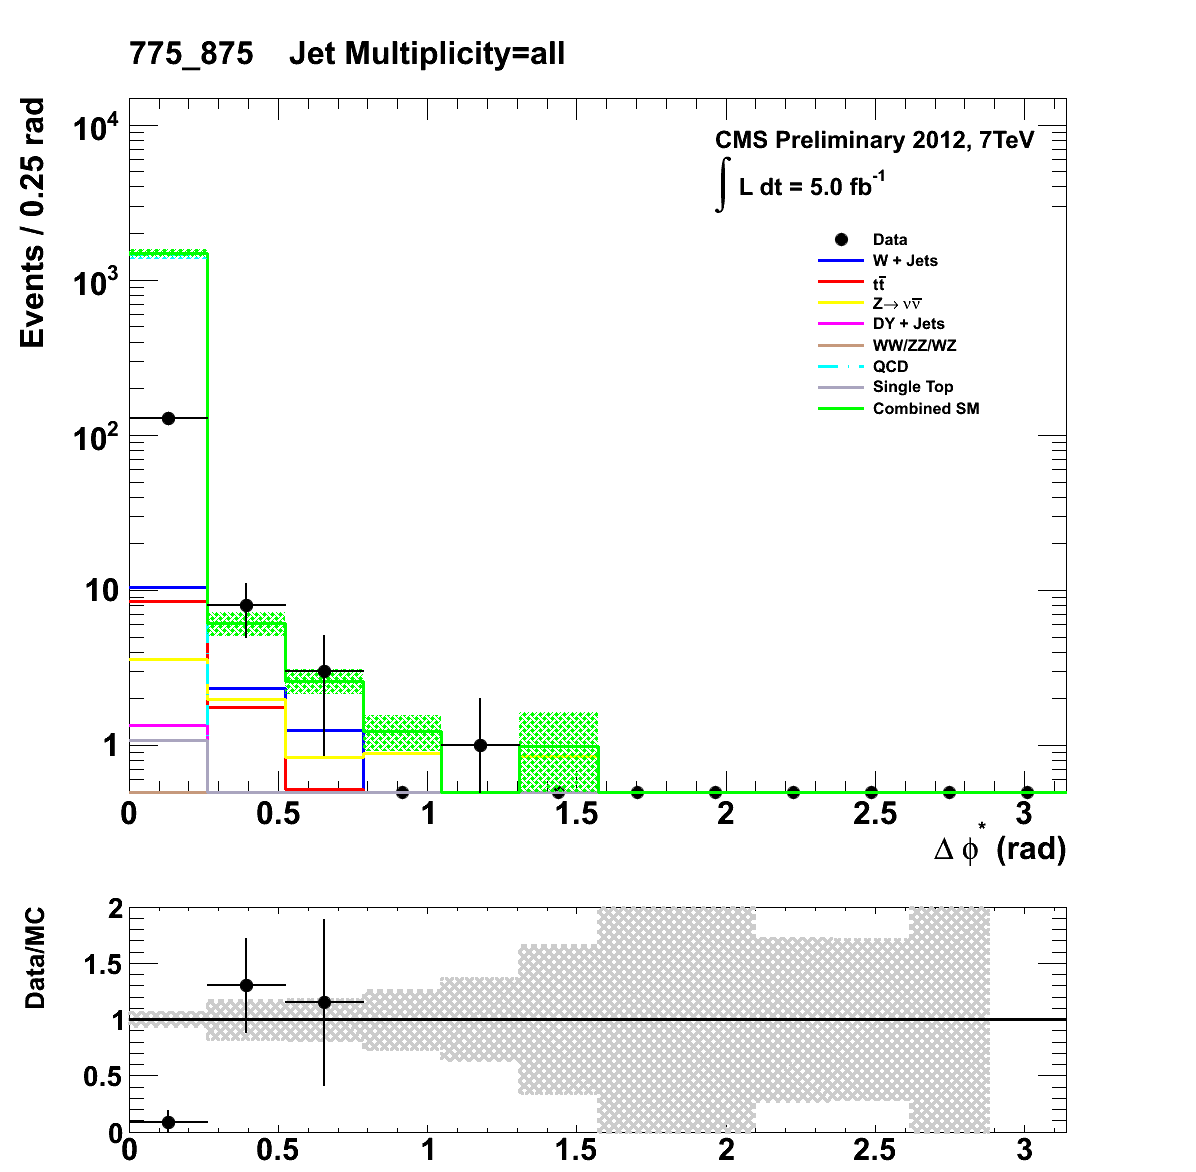 775_875 Jet Multiplicity=all
Events / 0.25 rad
10⁴
10³
10²
10
1
CMS Preliminary 2012, 7TeV
∫ L dt = 5.0 fb⁻¹
Data
W + Jets
tt̅
Z→ νν̅
DY + Jets
WW/ZZ/WZ
QCD
Single Top
Combined SM
0 0.5 1 1.5 2 2.5 3
Δ ϕ* (rad)
Data/MC
2
1.5
1
0.5
0
0 0.5 1 1.5 2 2.5 3